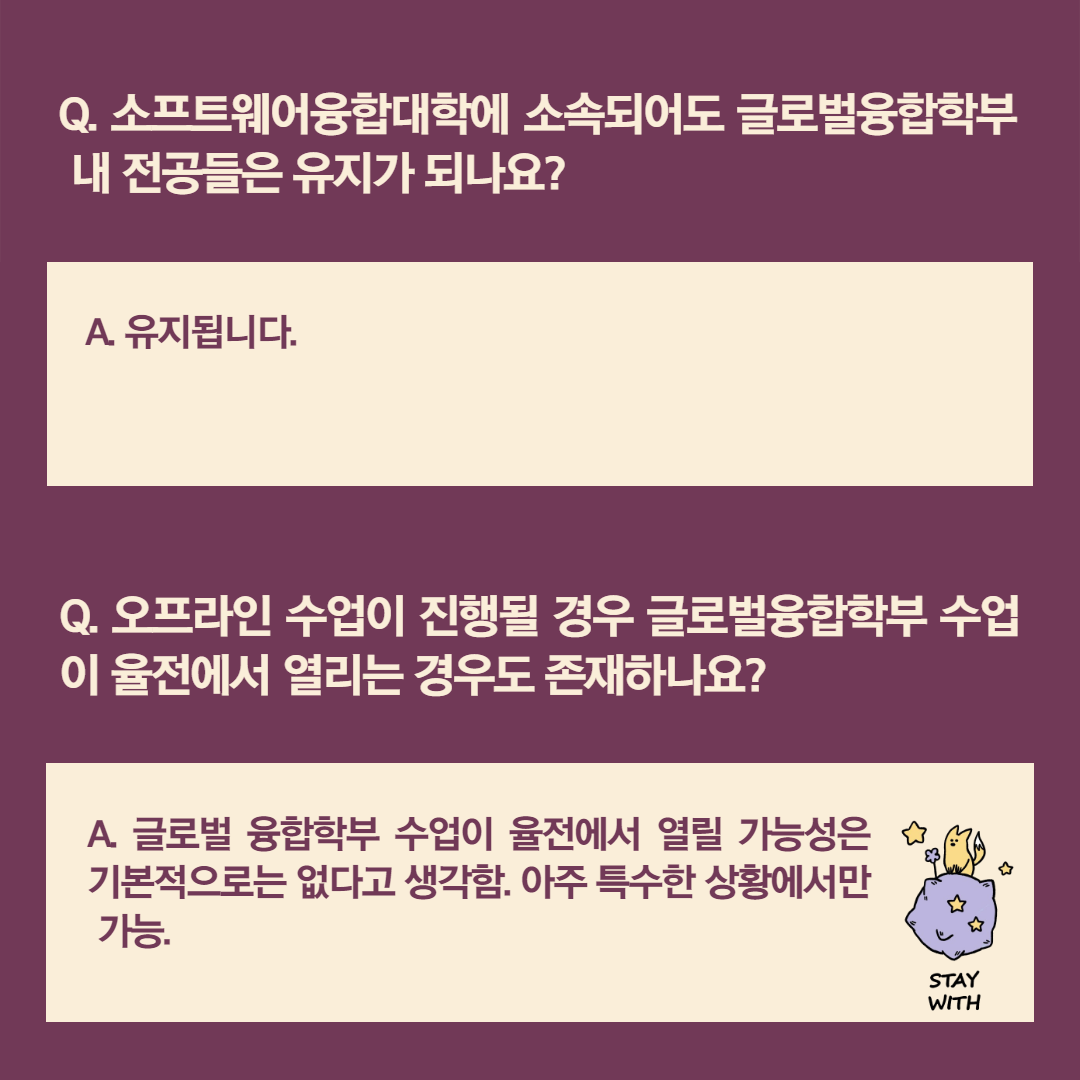 Q. 소프트웨어융합대학에 소속되어도 글로벌융합학부
내 전공들은 유지가 되나요?
A. 유지됩니다.
Q. 오프라인 수업이 진행될 경우 글로벌융합학부 수업
이 율전에서 열리는 경우도 존재하나요?
A. 글로벌 융합학부 수업이 율전에서 열릴 가능성은
기본적으로는 없다고 생각함. 아주 특수한 상황에서만
가능.
STAY
WITH